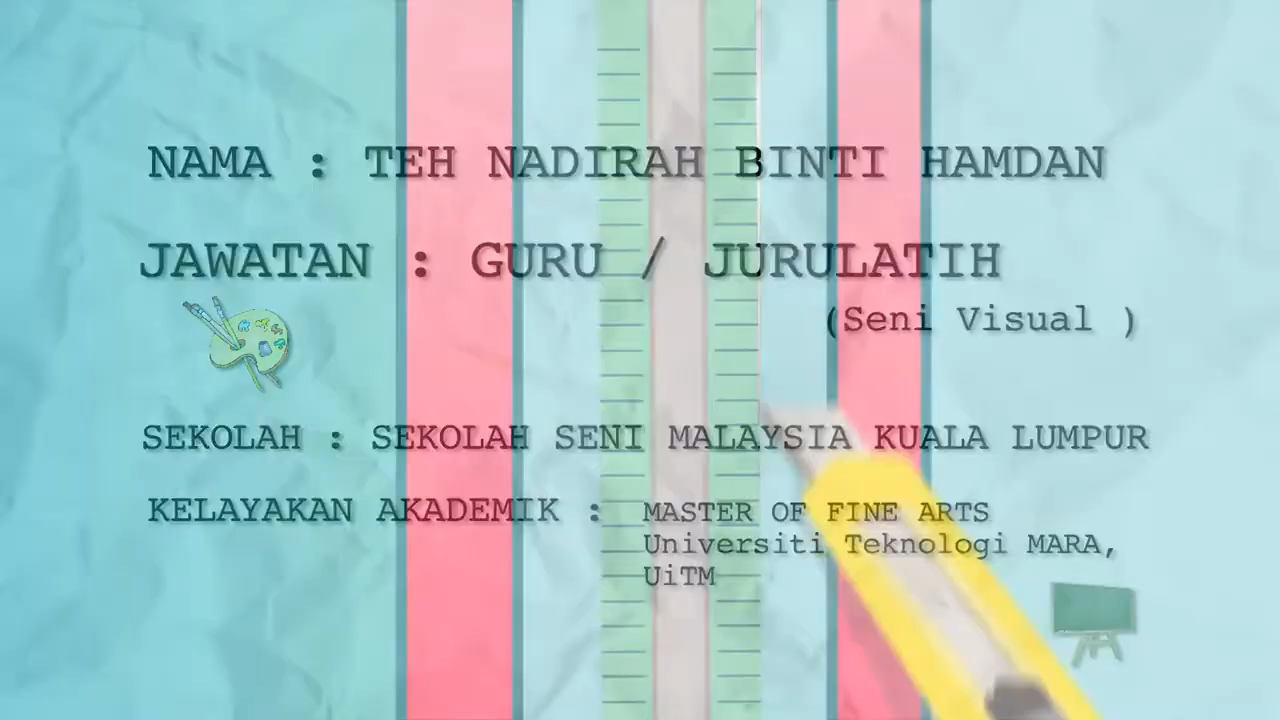 NAMA : TEH NADIRAH BINTI HAMDAN
JAWATAN : GURU / JURULATIH
(Seni Visual )
SEKOLAH : SEKOLAH SENI MALAYSIA KUALA LUMPUR
KELAYAKAN AKADEMIK : MASTER OF FINE ARTS
Universiti Teknologi MARA,
UiTM